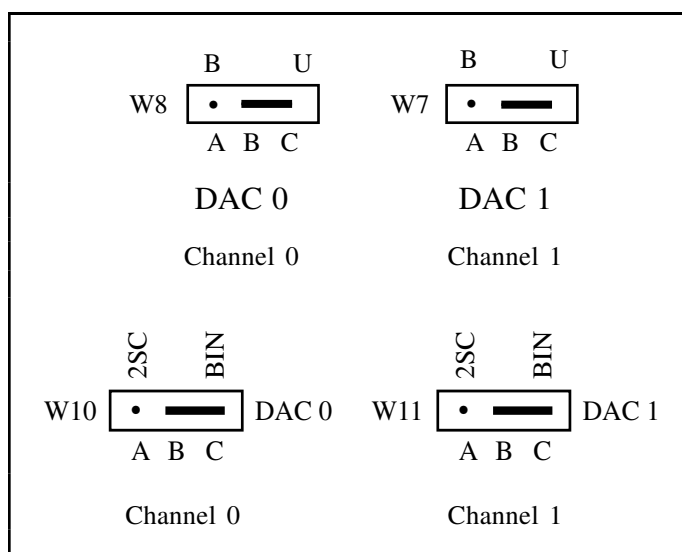 B U B U
W8 W7
A B C A B C
DAC 0 DAC 1
Channel 0 Channel 1
2SC BIN 2SC BIN
W10 DAC 0 W11 DAC 1
A B C A B C
Channel 0 Channel 1